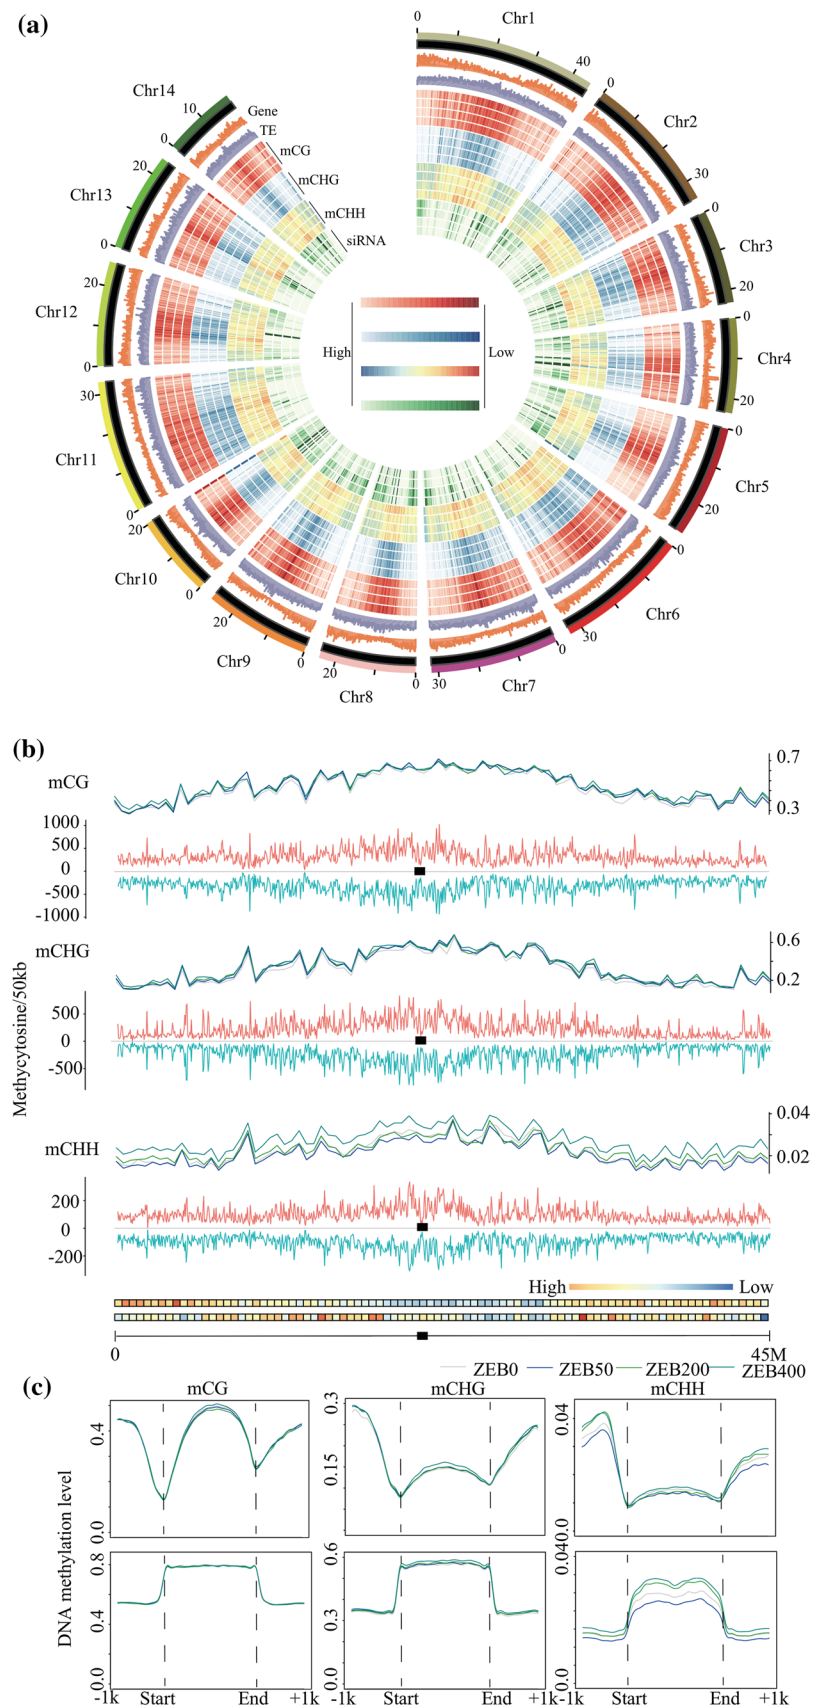 (a)
0
Chr1
40
0
Chr2
30
0
Chr3
20
0
Chr4
20
0
Chr5
20
0
Chr6
30
0
Chr7
30
0
Chr8
20
0
Chr9
20
0
Chr10
20
0
Chr11
30
0
Chr12
20
0
Chr13
20
0
Chr14
10
Gene
TE
mCG
mCHG
mCHH
siRNA
High
Low
(b)
mCG
0.7
0.3
1000
500
0
-500
-1000
mCHG
0.6
0.2
500
0
-500
Methycytosine/50kb
mCHH
0.04
0.02
200
0
-200
High
Low
0
45M
ZEB0
ZEB50
ZEB200
ZEB400
(c)
mCG
mCHG
mCHH
0.4
0.0
0.3
0.15
0.04
0.0
DNA methylation level
0.8
0.4
0.0
0.6
0.3
0.0
0.04
0.0
-1k Start End +1k
-1k Start End +1k
-1k Start End +1k